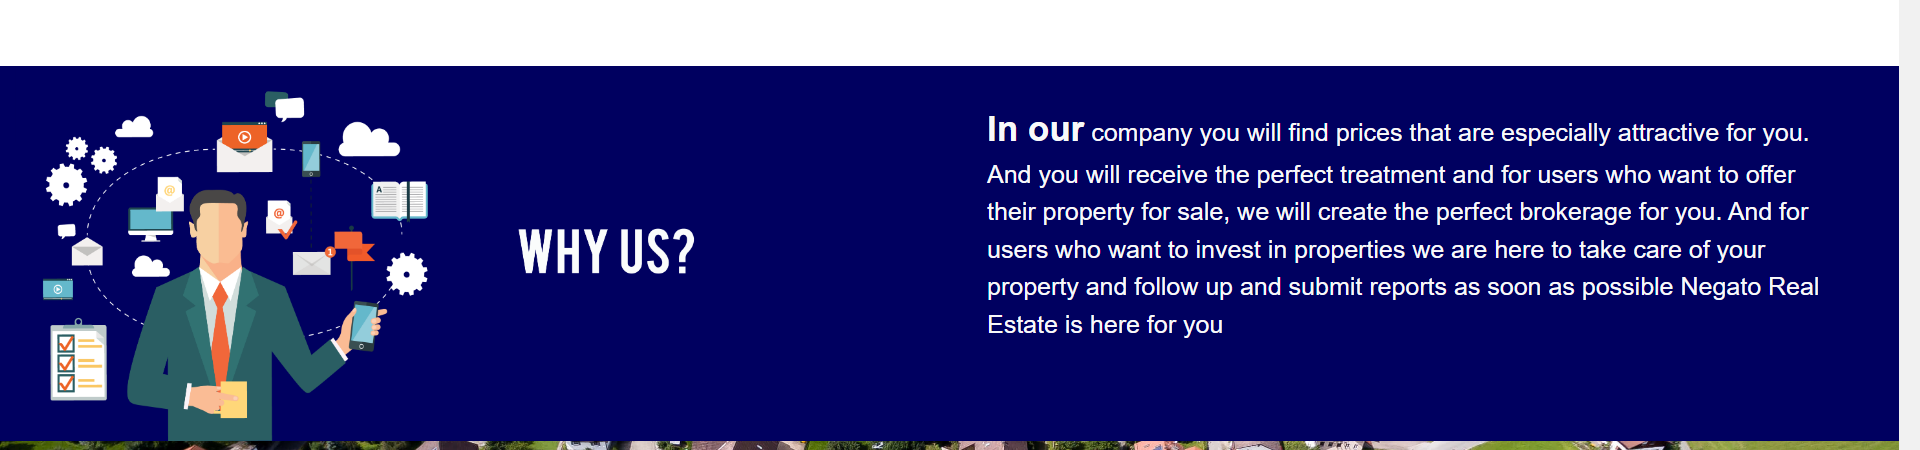 WHY US?
In our company you will find prices that are especially attractive for you.
And you will receive the perfect treatment and for users who want to offer
their property for sale, we will create the perfect brokerage for you. And for
users who want to invest in properties we are here to take care of your
property and follow up and submit reports as soon as possible Negato Real
Estate is here for you
@
@
A
1